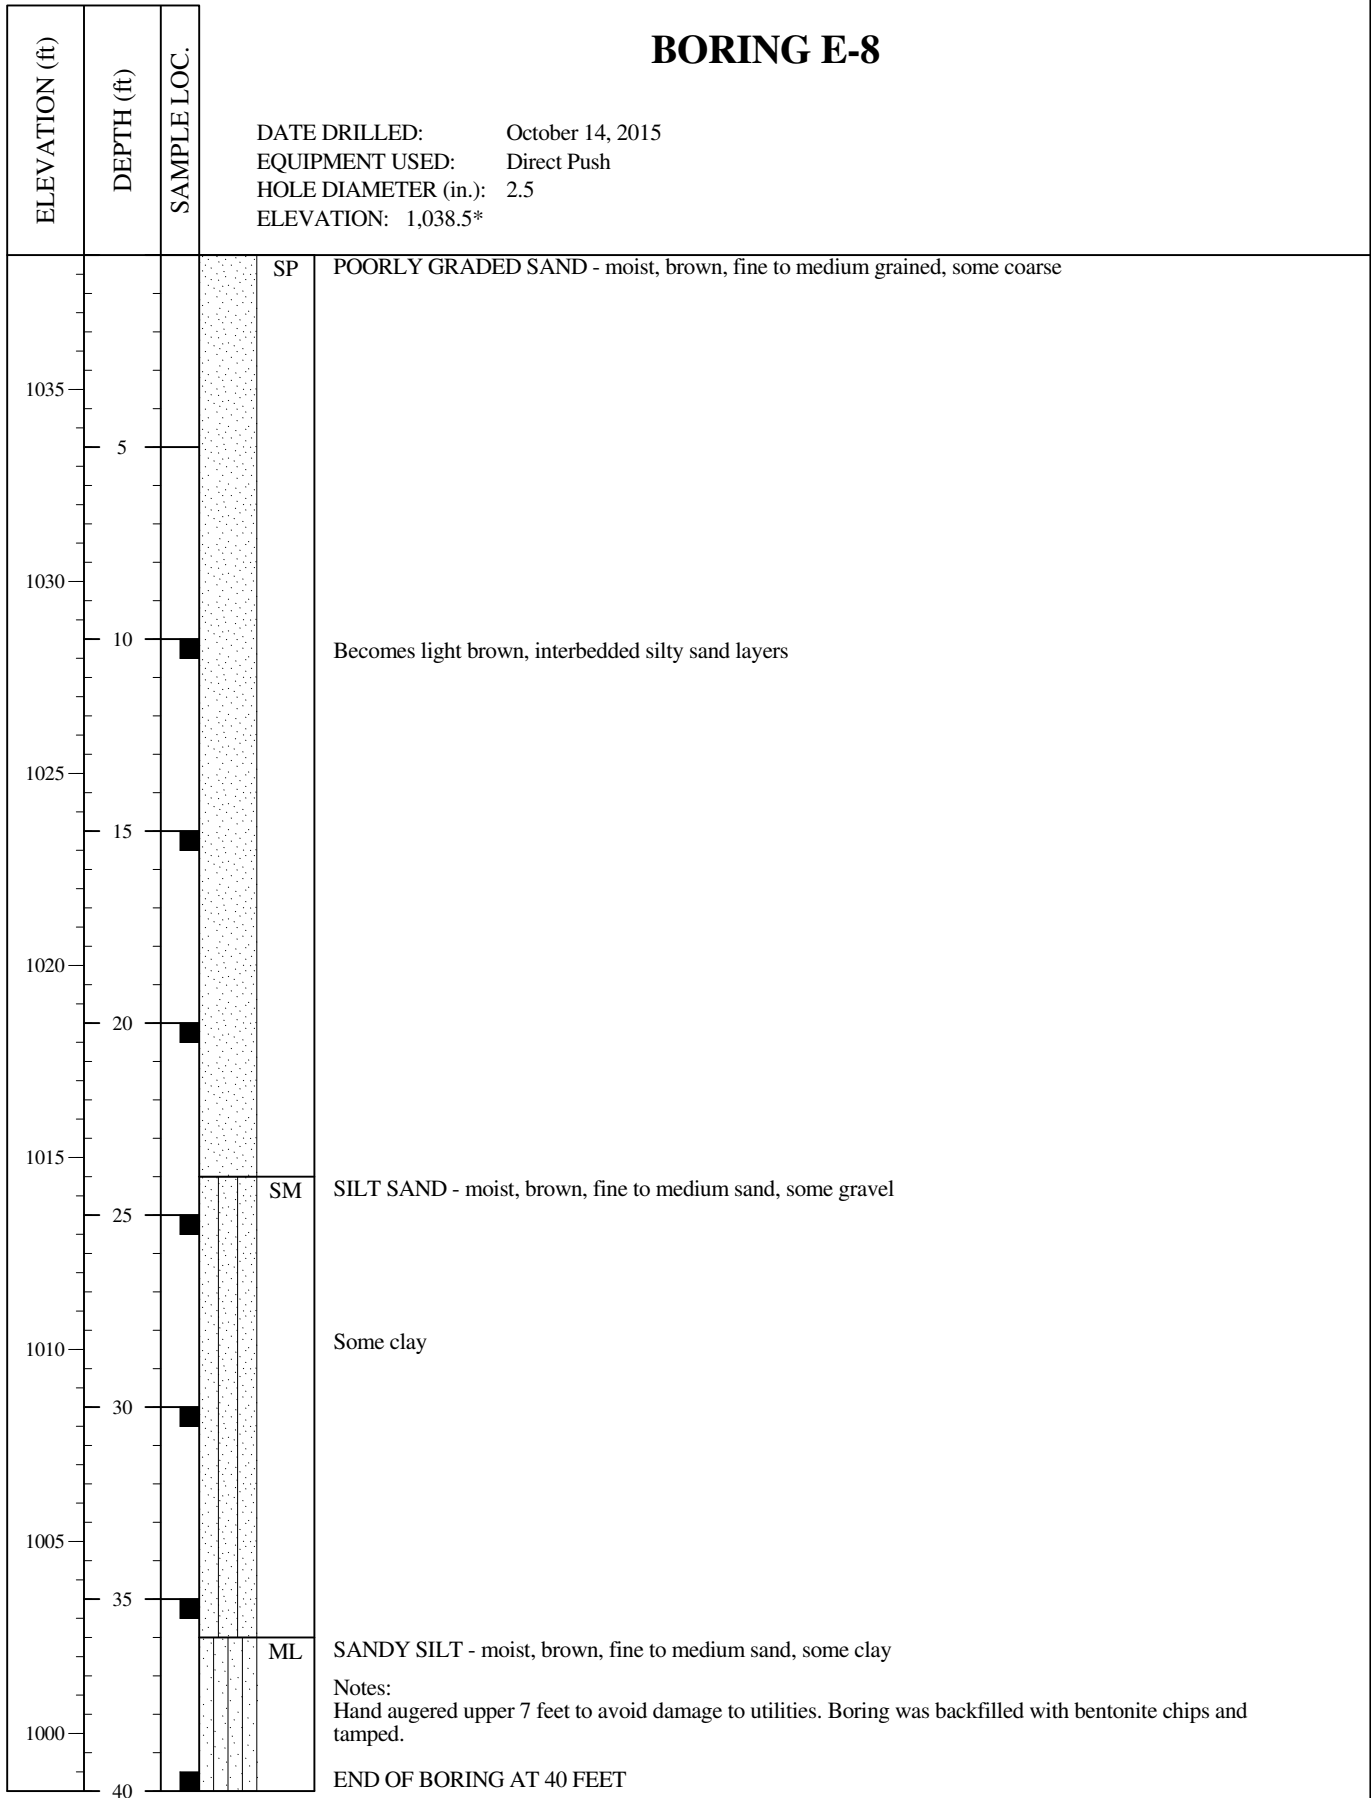 BORING E-8
ELEVATION (ft)
DEPTH (ft)
SAMPLE LOC.
DATE DRILLED: October 14, 2015
EQUIPMENT USED: Direct Push
HOLE DIAMETER (in.): 2.5
ELEVATION: 1,038.5*
SP POORLY GRADED SAND - moist, brown, fine to medium grained, some coarse
1035
5
1030
10
Becomes light brown, interbedded silty sand layers
1025
15
1020
20
1015
SM SILT SAND - moist, brown, fine to medium sand, some gravel
25
Some clay
1010
30
1005
35
ML SANDY SILT - moist, brown, fine to medium sand, some clay
Notes:
Hand augered upper 7 feet to avoid damage to utilities. Boring was backfilled with bentonite chips and
1000
tamped.
END OF BORING AT 40 FEET
40